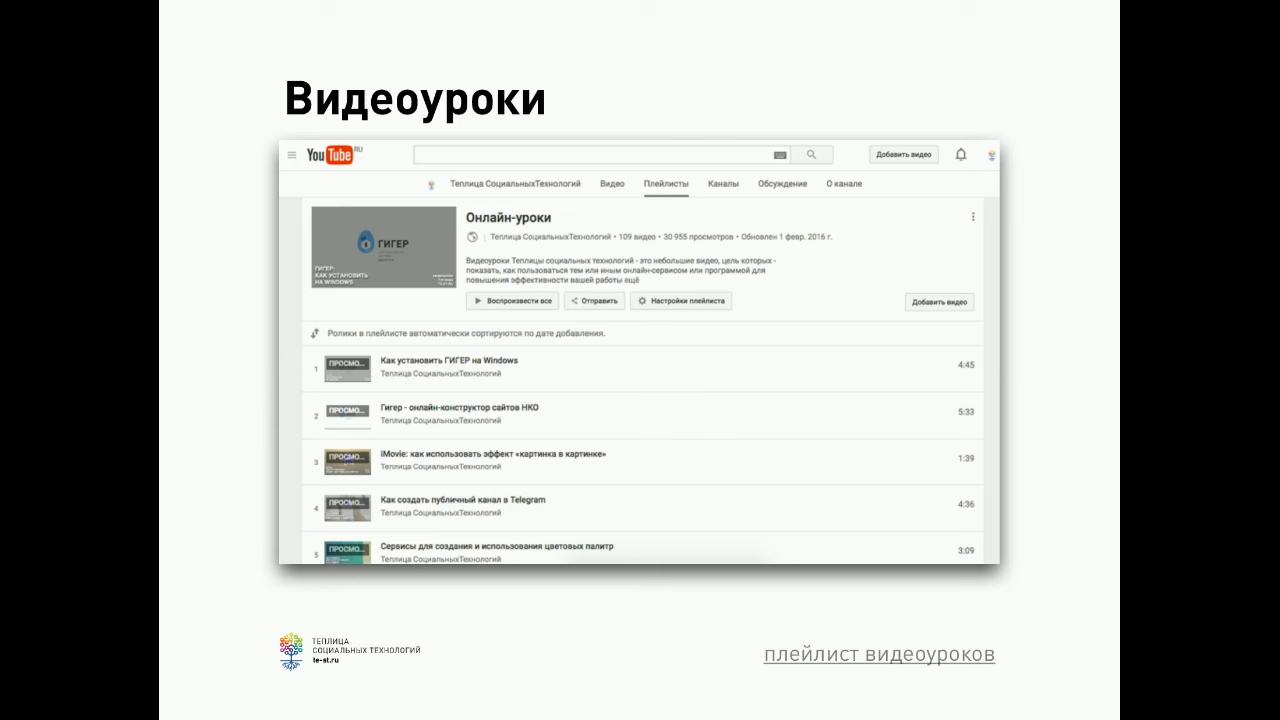 Видеоуроки
YouTube RU
Добавить видео
Теплица СоциальныхТехнологий Видео Плейлисты Каналы Обсуждение О канале
ГИГЕР
ГИГЕР:
КАК УСТАНОВИТЬ
НА WINDOWS
Онлайн-уроки
Теплица СоциальныхТехнологий • 109 видео • 30 955 просмотров • Обновлен 1 февр. 2016 г.
Видеоуроки Теплицы социальных технологий - это небольшие видео, цель которых -
показать, как пользоваться тем или иным онлайн-сервисом или программой для
повышения эффективности вашей работы ещё
Воспроизвести все Отправить Настройки плейлиста Добавить видео
Ролики в плейлисте автоматически сортируются по дате добавления.
1 ПРОСМО... Как установить ГИГЕР на Windows 4:45
Теплица СоциальныхТехнологий
2 ПРОСМО... Гигер - онлайн-конструктор сайтов НКО 5:33
Теплица СоциальныхТехнологий
3 ПРОСМО... iMovie: как использовать эффект «картинка в картинке» 1:39
Теплица СоциальныхТехнологий
4 ПРОСМО... Как создать публичный канал в Telegram 4:36
Теплица СоциальныхТехнологий
5 ПРОСМО... Сервисы для создания и использования цветовых палитр 3:09
Теплица СоциальныхТехнологий
ТЕПЛИЦА
СОЦИАЛЬНЫХ ТЕХНОЛОГИЙ
te-st.ru
плейлист видеоуроков